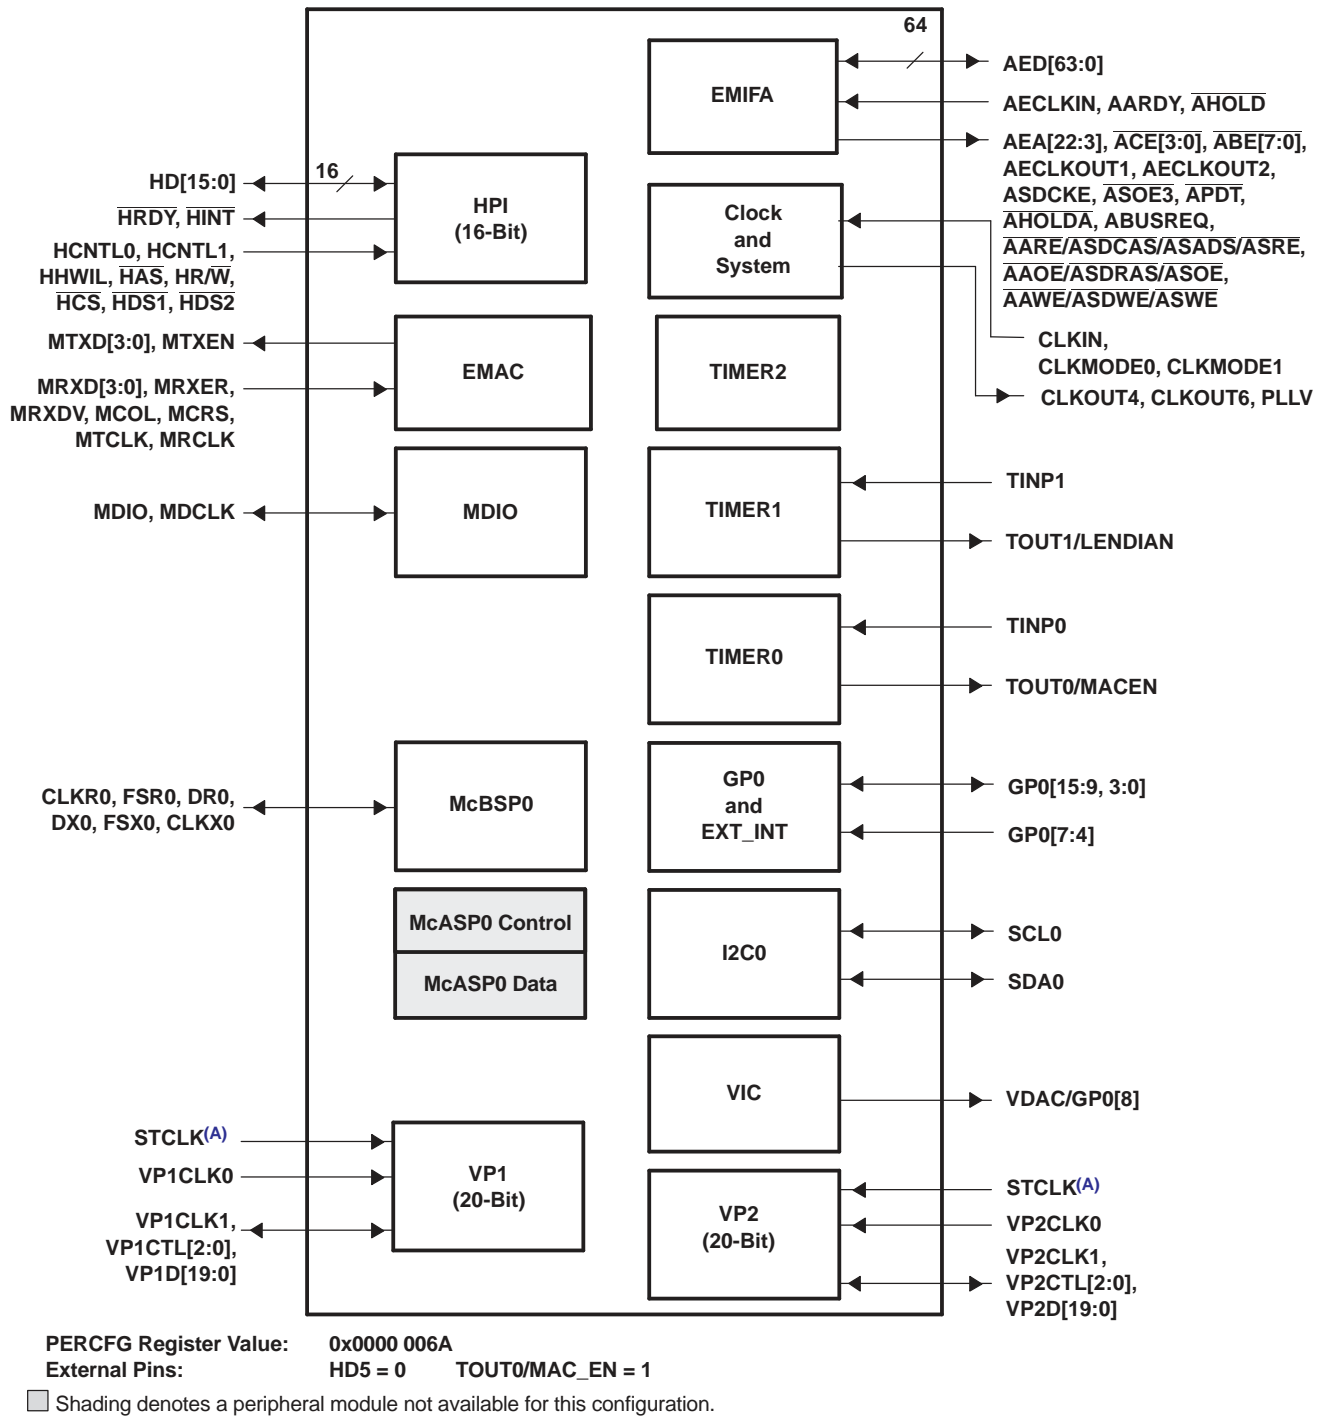 64
EMIFA
AED[63:0]
AECLKIN, AARDY, AHOLD
AEA[22:3], ACE[3:0], ABE[7:0],
AECLKOUT1, AECLKOUT2,
ASDCKE, ASOE3, APDT,
AHOLDA, ABUSREQ,
AARE/ASDCAS/ASADS/ASRE,
AAOE/ASDRAS/ASOE,
AAWE/ASDWE/ASWE
HD[15:0]
16
HRDY, HINT
HCNTL0, HCNTL1,
HHWIL, HAS, HR/W,
HCS, HDS1, HDS2
HPI
(16-Bit)
Clock
and
System
CLKIN,
CLKMODE0, CLKMODE1
CLKOUT4, CLKOUT6, PLLV
MTXD[3:0], MTXEN
MRXD[3:0], MRXER,
MRXDV, MCOL, MCRS,
MTCLK, MRCLK
EMAC
TIMER2
MDIO, MDCLK
MDIO
TIMER1
TINP1
TOUT1/LENDIAN
TIMER0
TINP0
TOUT0/MACEN
CLKR0, FSR0, DR0,
DX0, FSX0, CLKX0
McBSP0
GP0
and
EXT_INT
GP0[15:9, 3:0]
GP0[7:4]
McASP0 Control
McASP0 Data
I2C0
SCL0
SDA0
VIC
VDAC/GP0[8]
STCLK(A)
VP1CLK0
VP1CLK1,
VP1CTL[2:0],
VP1D[19:0]
VP1
(20-Bit)
VP2
(20-Bit)
STCLK(A)
VP2CLK0
VP2CLK1,
VP2CTL[2:0],
VP2D[19:0]
PERCFG Register Value: 0x0000 006A
External Pins: HD5 = 0 TOUT0/MAC_EN = 1
Shading denotes a peripheral module not available for this configuration.